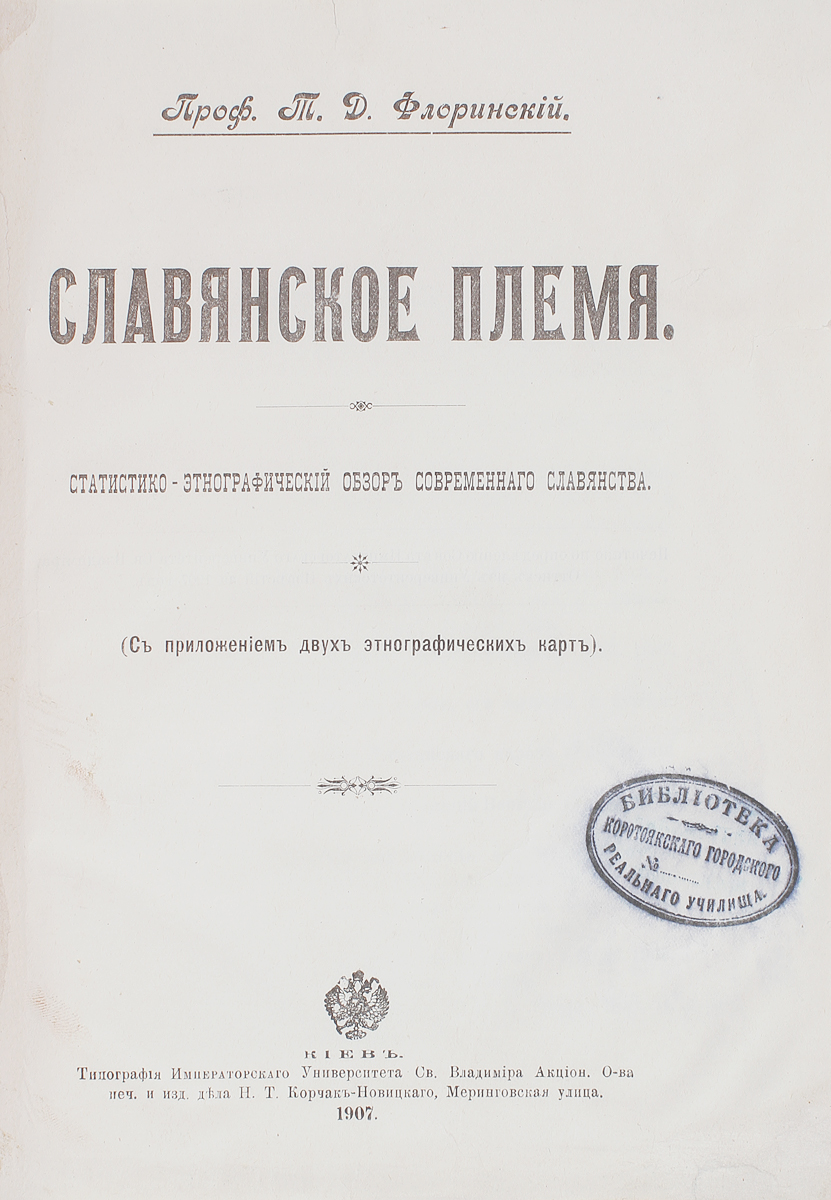 Проф. Т. Д. Флоринскій.
СЛАВЯНСКОЕ ПЛЕМЯ.
СТАТИСТИКО-ЭТНОГРАФИЧЕСКІЙ ОБЗОРЪ СОВРЕМЕННАГО СЛАВЯНСТВА.
(Съ приложеніемъ двухъ этнографическихъ картъ).
БИБЛІОТЕКА
КОРОТОЯКСКАГО ГОРОДСКОГО
№
РЕАЛЬНАГО УЧИЛИЩА.
КІЕВЪ.
Типографія Императорскаго Университета Св. Владиміра Акціон. О-ва
печ. и изд. дѣла Н. Т. Корчакъ-Новицкаго, Меринговская улица.
1907.